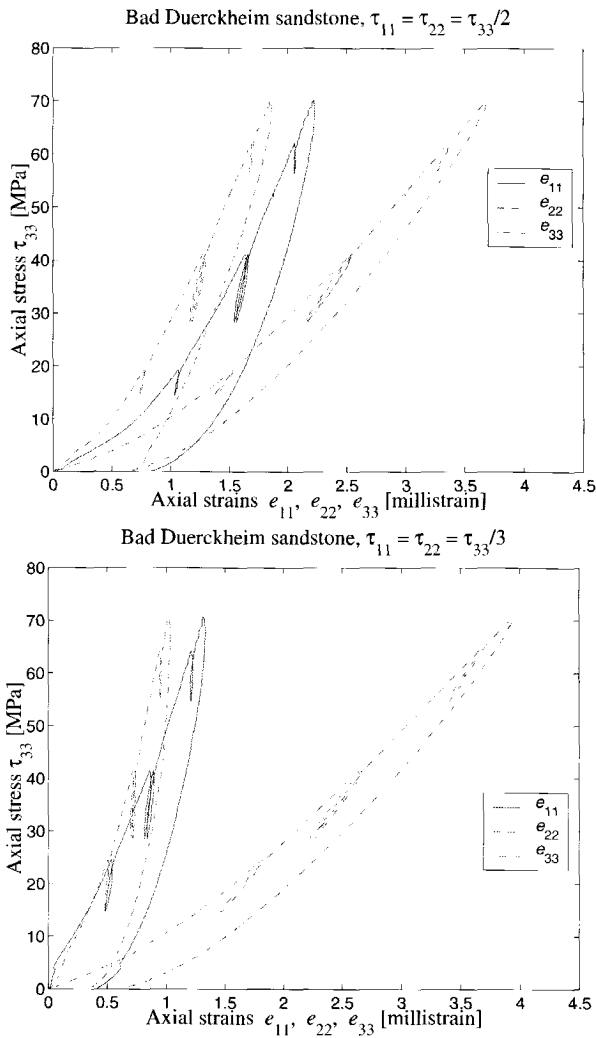 Bad Duerckheim sandstone, τ₁₁ = τ₂₂ = τ₃₃/2
80
70
60
50
40
30
20
10
0
Axial stress τ₃₃ [MPa]
e₁₁
e₂₂
e₃₃
0 0.5 1 1.5 2 2.5 3 3.5 4 4.5
Axial strains e₁₁, e₂₂, e₃₃ [millistrain]
Bad Duerckheim sandstone, τ₁₁ = τ₂₂ = τ₃₃/3
80
70
60
50
40
30
20
10
0
Axial stress τ₃₃ [MPa]
e₁₁
e₂₂
e₃₃
0 0.5 1 1.5 2 2.5 3 3.5 4 4.5
Axial strains e₁₁, e₂₂, e₃₃ [millistrain]